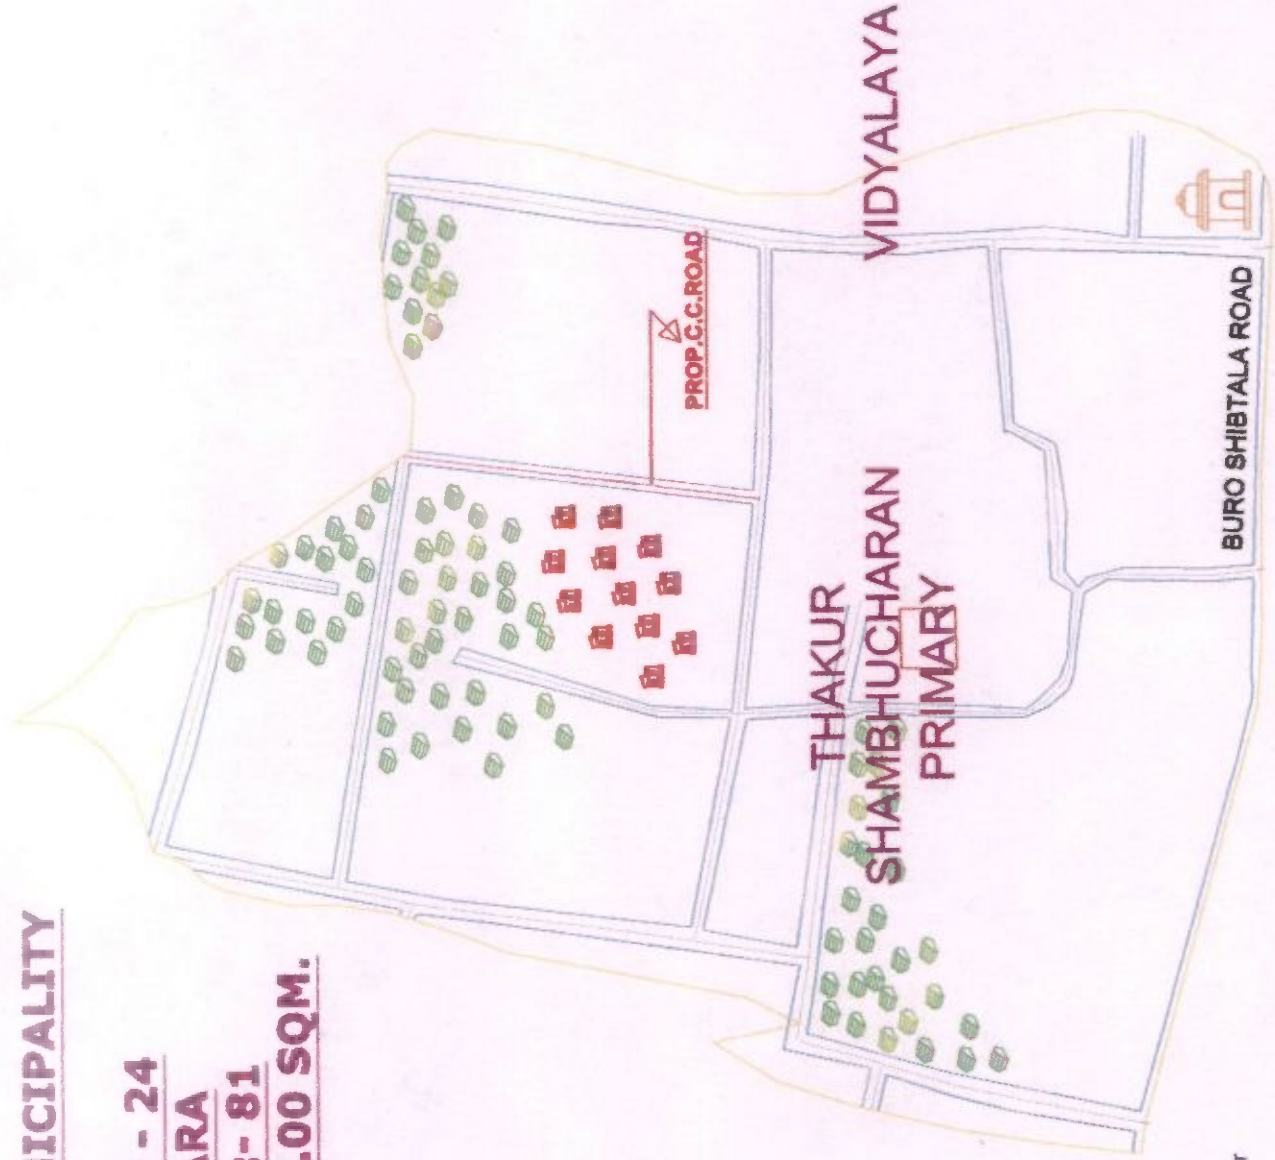 ICIPALITY
- 24
ARA
- 81
.00 SQM.
PROP.C.C.ROAD
VIDYALAYA
THAKUR
SHAMBHUCHARAN
PRIMARY
BURO SHIBTALA ROAD